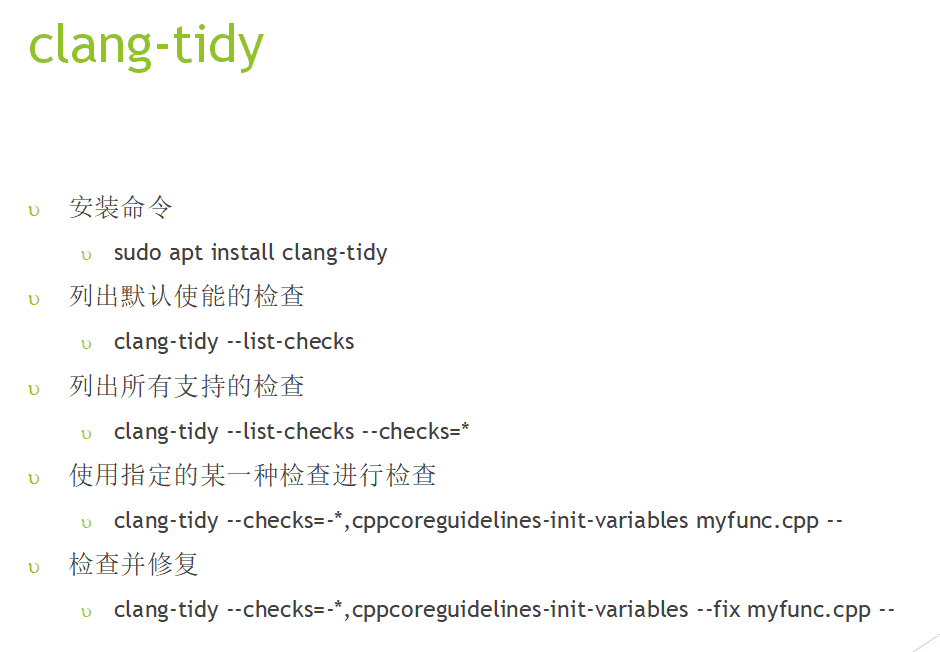 clang-tidy
安装命令
sudo apt install clang-tidy
列出默认使能的检查
clang-tidy --list-checks
列出所有支持的检查
clang-tidy --list-checks --checks=*
使用指定的某一种检查进行检查
clang-tidy --checks=-*,cppcoreguidelines-init-variables myfunc.cpp --
检查并修复
clang-tidy --checks=-*,cppcoreguidelines-init-variables --fix myfunc.cpp --